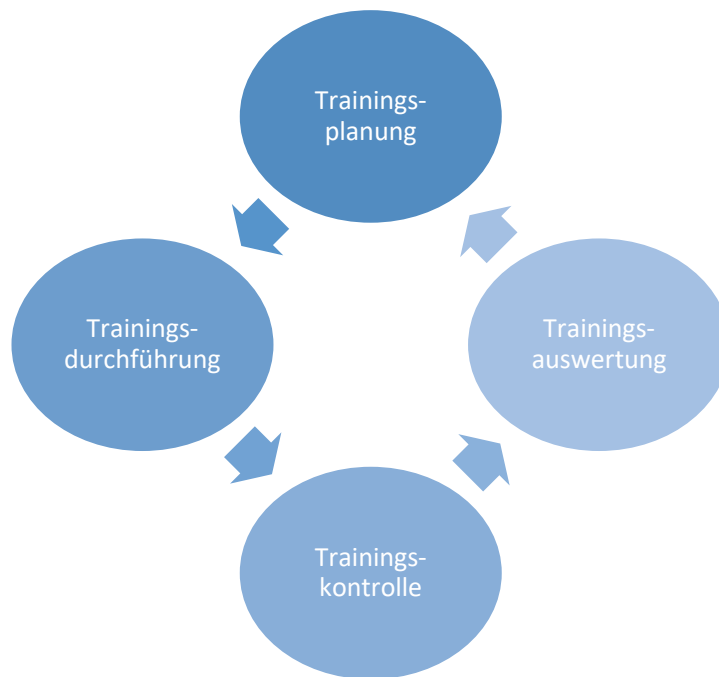 Trainings-
planung
Trainings-
durchführung
Trainings-
auswertung
Trainings-
kontrolle